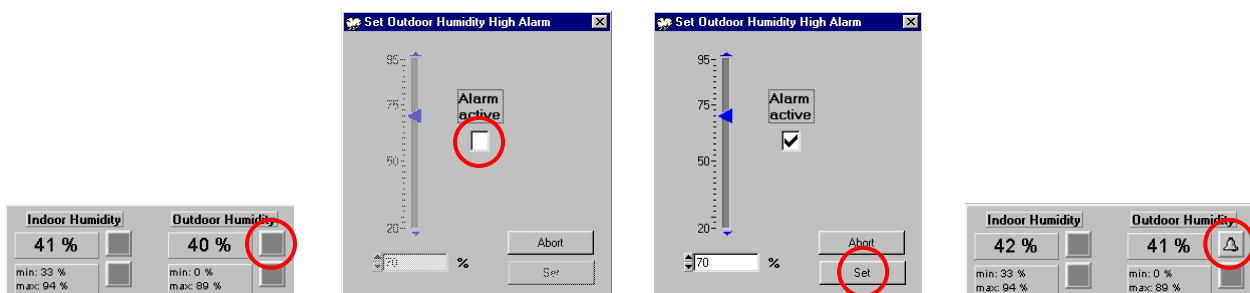 Indoor Humidity
Outdoor Humidity
41 %
40 %
min: 33 %
max: 94 %
min: 0 %
max: 89 %
Set Outdoor Humidity High Alarm
95
75
50
20
Alarm
active
Abort
70
%
Set
Set Outdoor Humidity High Alarm
95
75
50
20
Alarm
active
Abort
70
%
Set
Indoor Humidity
Outdoor Humidity
42 %
41 %
min: 33 %
max: 94 %
min: 0 %
max: 89 %